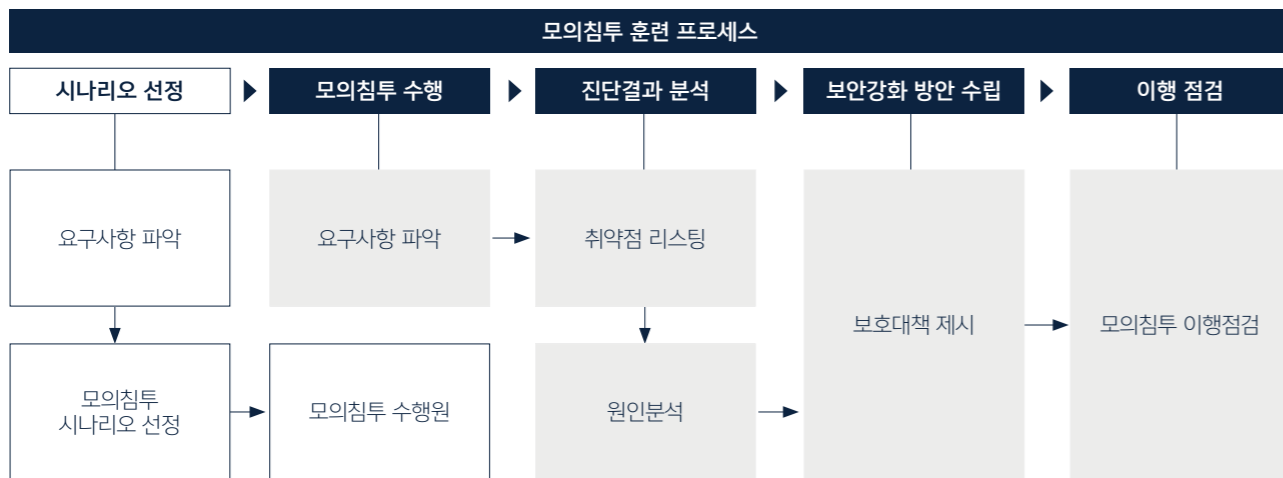 모의침투 훈련 프로세스
시나리오 선정
모의침투 수행
진단결과 분석
보안강화 방안 수립
이행 점검
요구사항 파악
요구사항 파악
취약점 리스팅
보호대책 제시
모의침투 이행점검
모의침투
시나리오 선정
모의침투 수행원
원인분석